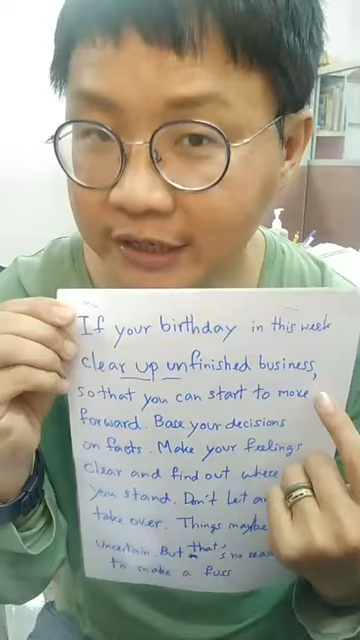 If your birthday in this week
clear up unfinished business,
so that you can start to move
forward. Base your decisions
on facts. Make your feelings
clear and find out where
you stand. Don't let
take over. Things maybe
uncertain. But that's no
to make a fuss